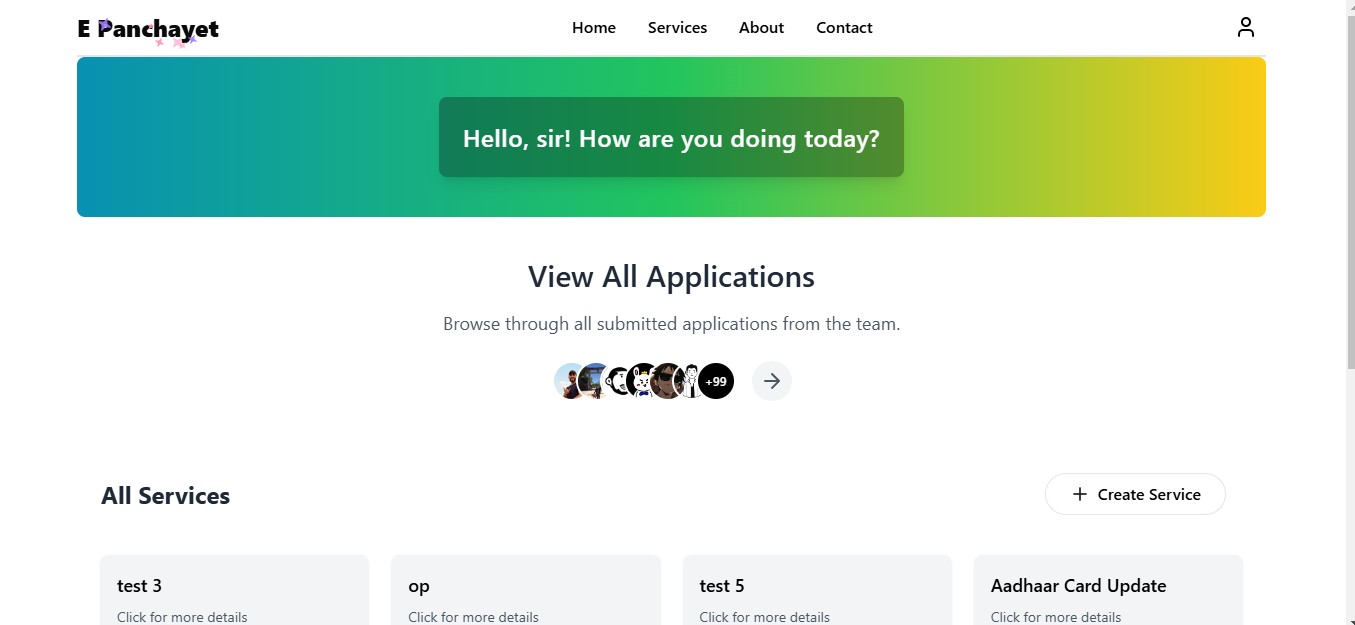 E Panchayet
Home Services About Contact
Hello, sir! How are you doing today?
View All Applications
Browse through all submitted applications from the team.
+99
All Services
Create Service
test 3
Click for more details
op
Click for more details
test 5
Click for more details
Aadhaar Card Update
Click for more details